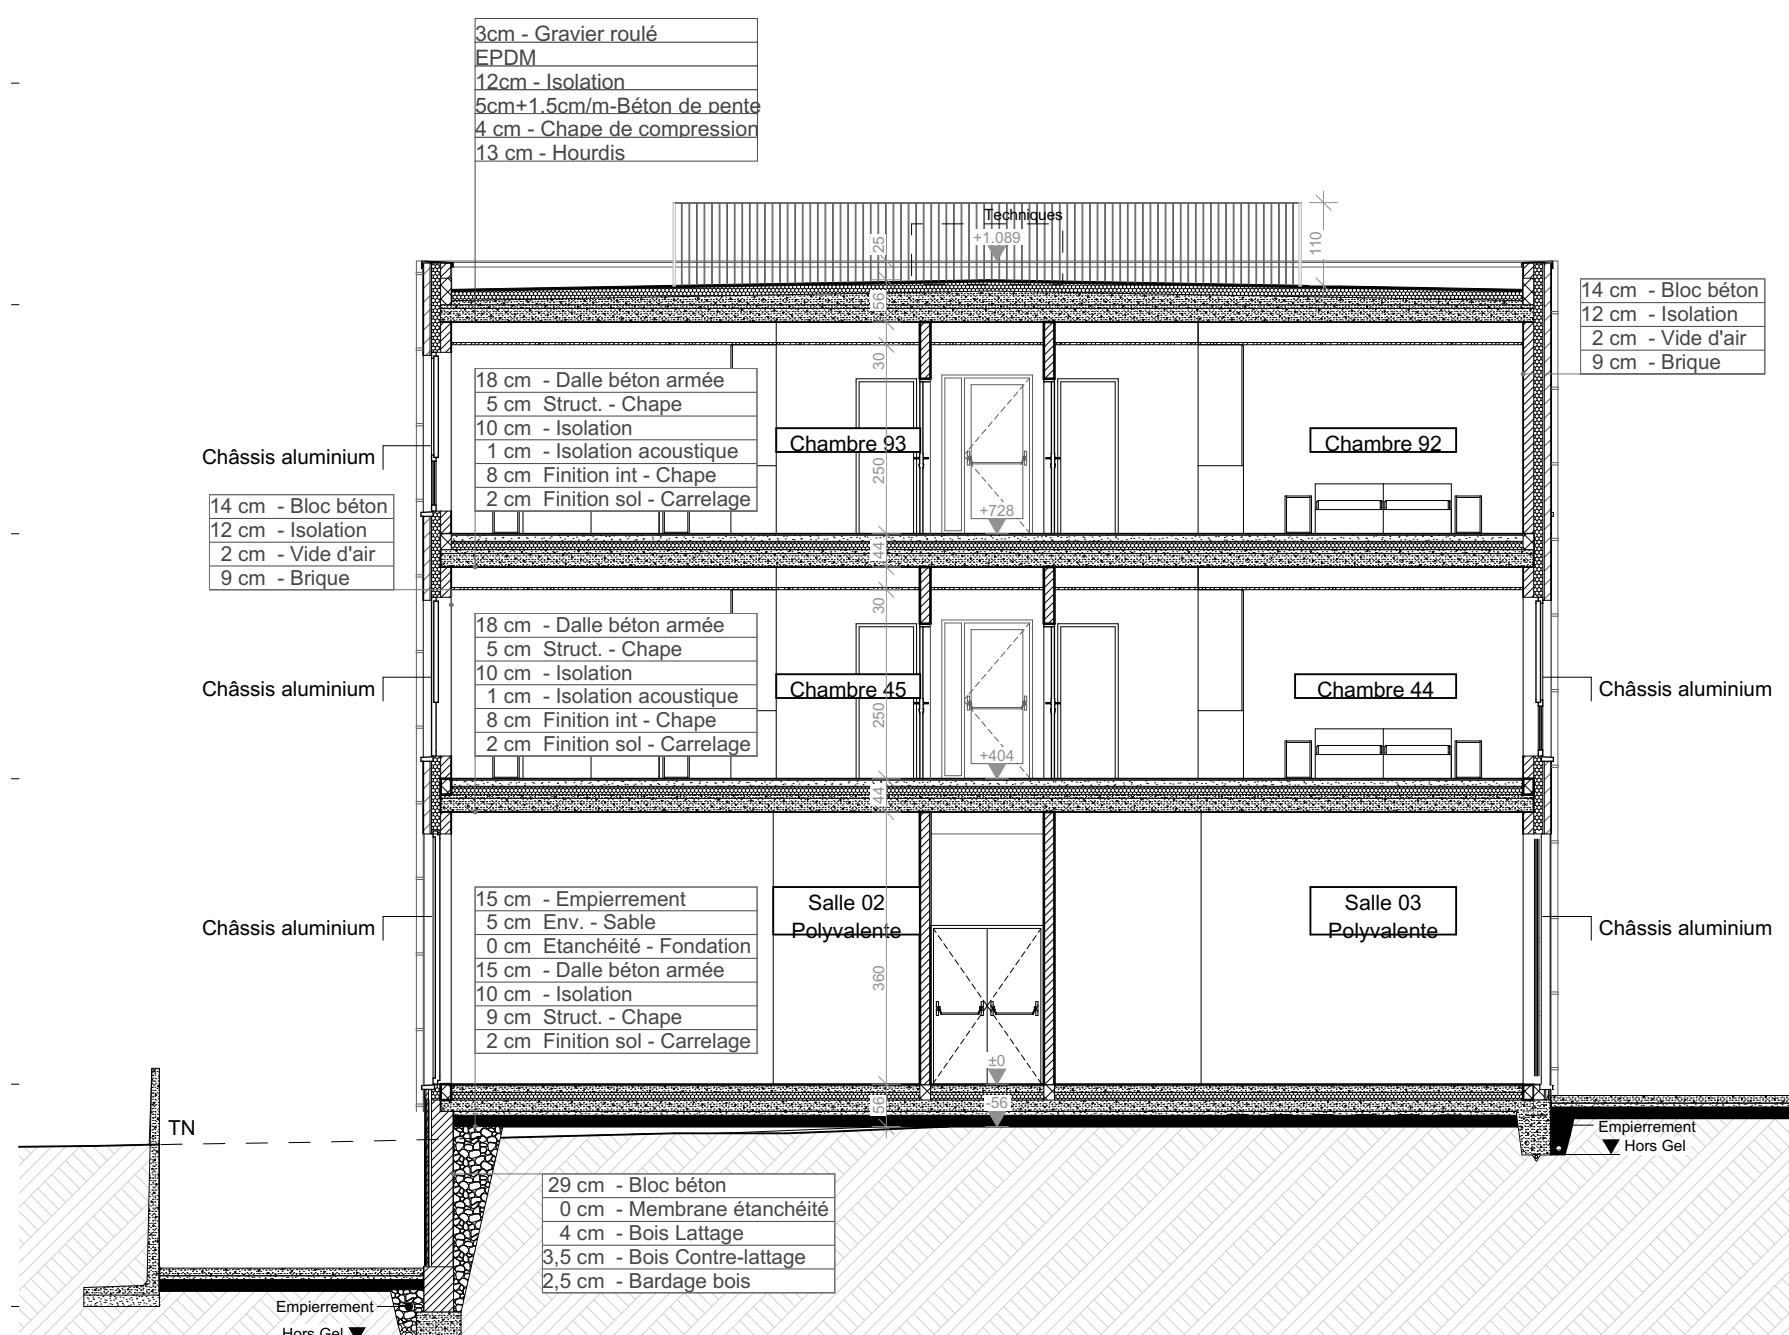 3cm - Gravier roulé
EPDM
12cm - Isolation
5cm+1.5cm/m-Béton de pente
4 cm - Chape de compression
13 cm - Hourdis
Techniques
+1.089
25
110
56
14 cm - Bloc béton
12 cm - Isolation
2 cm - Vide d'air
9 cm - Brique
30
18 cm - Dalle béton armée
5 cm Struct. - Chape
10 cm - Isolation
1 cm - Isolation acoustique
8 cm Finition int - Chape
2 cm Finition sol - Carrelage
Chambre 93
Chambre 92
Châssis aluminium
250
+728
14 cm - Bloc béton
12 cm - Isolation
2 cm - Vide d'air
9 cm - Brique
44
30
18 cm - Dalle béton armée
5 cm Struct. - Chape
10 cm - Isolation
1 cm - Isolation acoustique
8 cm Finition int - Chape
2 cm Finition sol - Carrelage
Châssis aluminium
Chambre 45
Chambre 44
Châssis aluminium
250
+404
44
15 cm - Empierrement
5 cm Env. - Sable
0 cm Etanchéité - Fondation
15 cm - Dalle béton armée
10 cm - Isolation
9 cm Struct. - Chape
2 cm Finition sol - Carrelage
Salle 02
Polyvalente
Salle 03
Polyvalente
Châssis aluminium
Châssis aluminium
360
±0
56
-56
TN
Empierrement
Hors Gel
29 cm - Bloc béton
0 cm - Membrane étanchéité
4 cm - Bois Lattage
3,5 cm - Bois Contre-lattage
2,5 cm - Bardage bois
Empierrement
Hors Gel